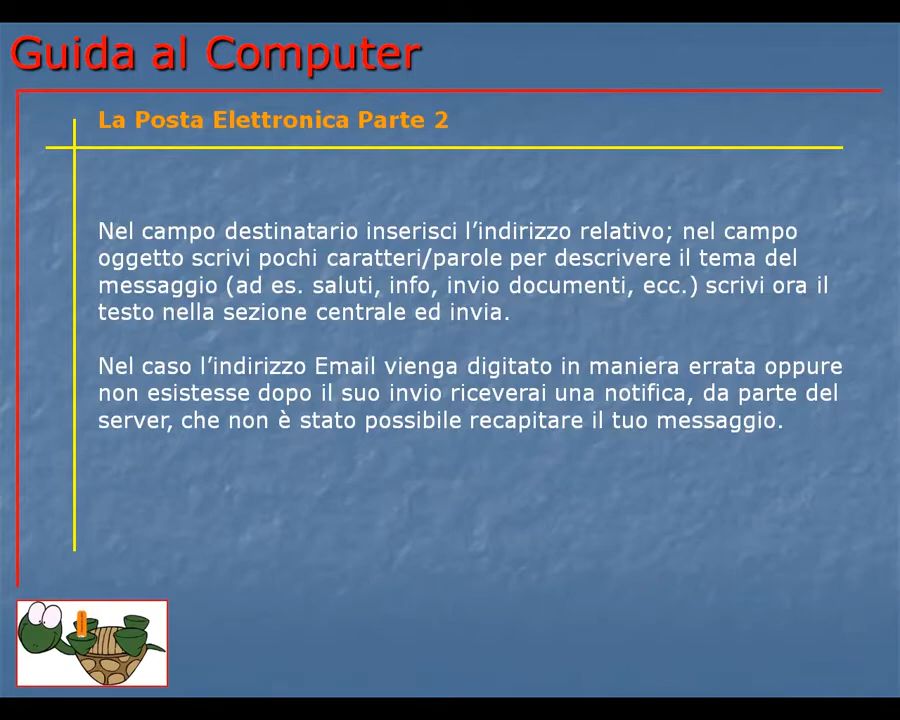 Guida al Computer
La Posta Elettronica Parte 2
Nel campo destinatario inserisci l’indirizzo relativo; nel campo
oggetto scrivi pochi caratteri/parole per descrivere il tema del
messaggio (ad es. saluti, info, invio documenti, ecc.) scrivi ora il
testo nella sezione centrale ed invia.
Nel caso l’indirizzo Email vienga digitato in maniera errata oppure
non esistesse dopo il suo invio riceverai una notifica, da parte del
server, che non è stato possibile recapitare il tuo messaggio.